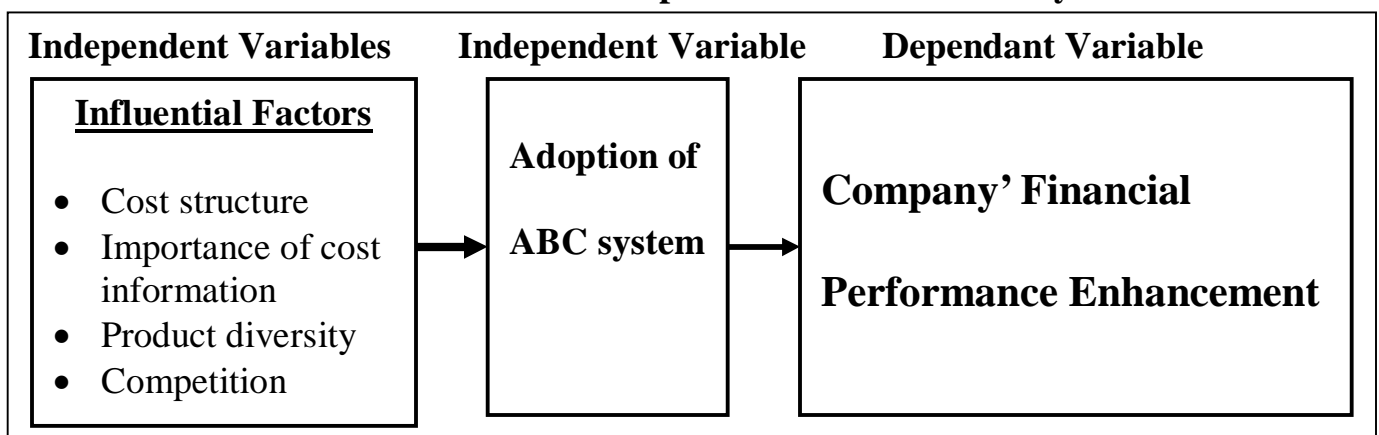 Independent Variables
Independent Variable
Dependant Variable
Influential Factors
• Cost structure
• Importance of cost
information
• Product diversity
• Competition
Adoption of
ABC system
Company’ Financial
Performance Enhancement